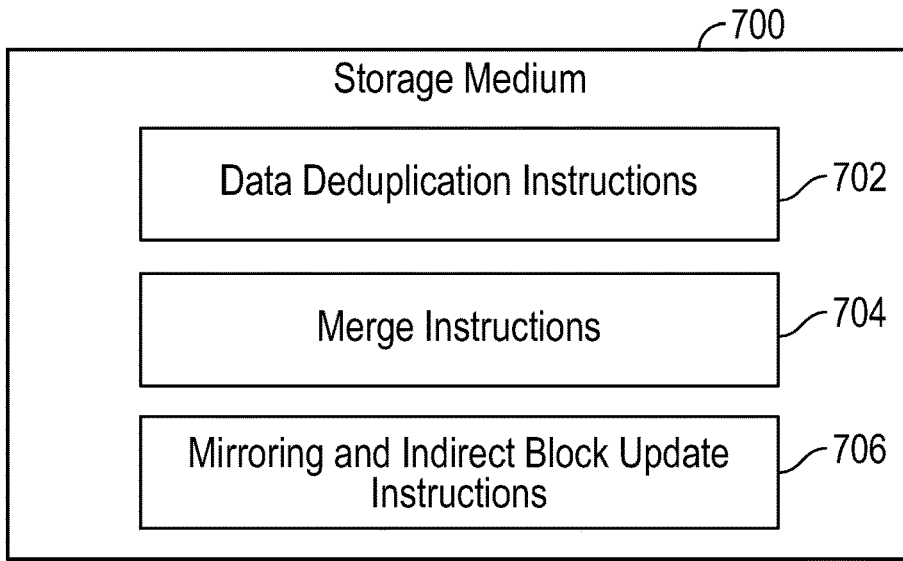 700
Storage Medium
Data Deduplication Instructions
702
Merge Instructions
704
Mirroring and Indirect Block Update
Instructions
706